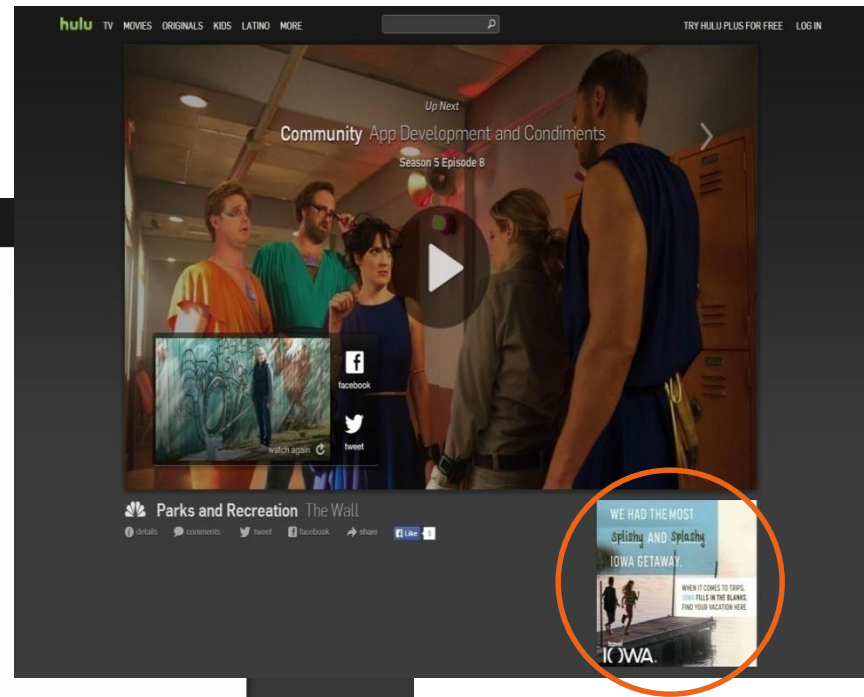 hulu TV MOVIES ORIGINALS KIDS LATINO MORE TRY HULU PLUS FOR FREE LOG IN
Up Next
Community App Development and Condiments
Season 5 Episode 8
facebook
watch again
tweet
Parks and Recreation The Wall
details comments tweet facebook share Like 0
WE HAD THE MOST
splishy AND splashy
IOWA GETAWAY.
WHEN IT COMES TO TRIPS,
IOWA FILLS IN THE BLANKS.
FIND YOUR VACATION HERE.
travel
IOWA.